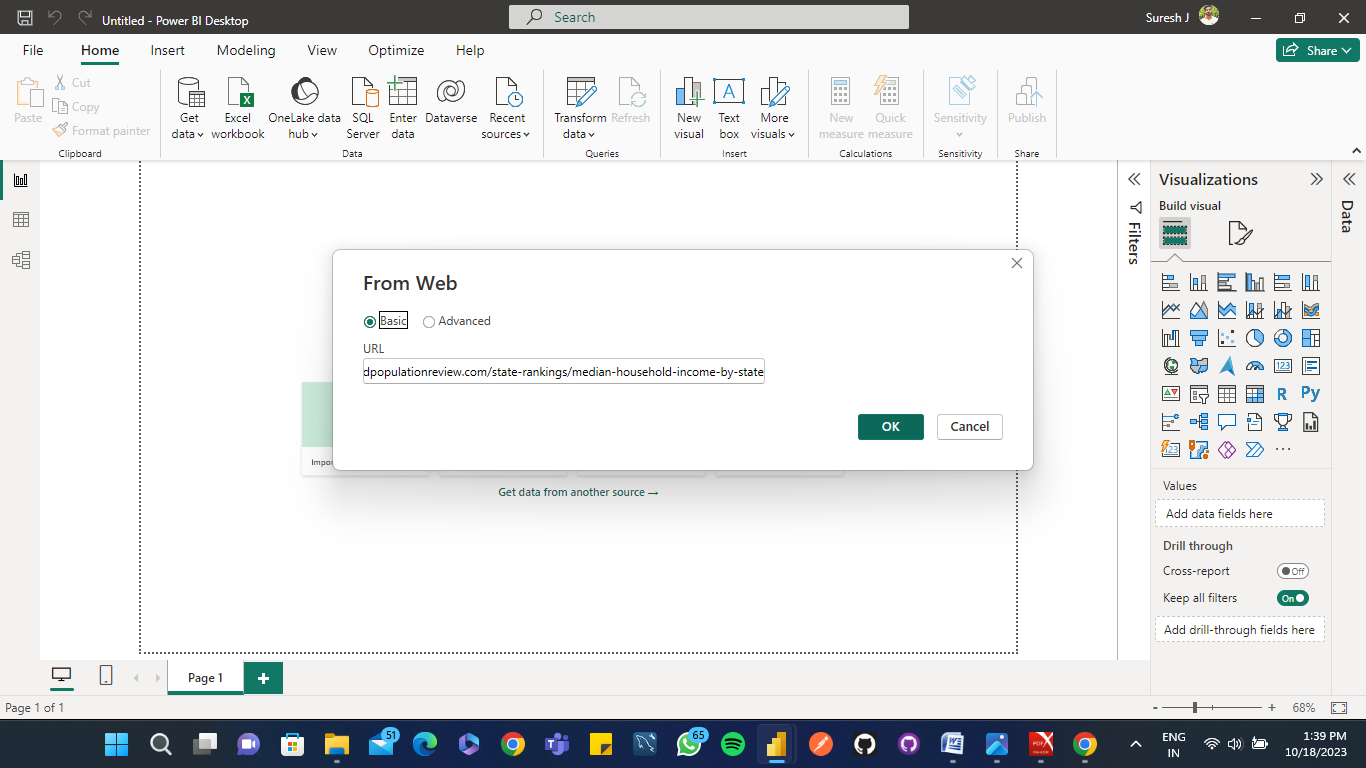 Untitled - Power BI Desktop
Search
Suresh J
File Home Insert Modeling View Optimize Help
Share
Paste
Cut
Copy
Format painter
Clipboard
Get data
Excel workbook
OneLake data hub
SQL Server
Enter data
Dataverse
Recent sources
Data
Transform data
Refresh
Queries
New visual
Text box
More visuals
Insert
New measure
Quick measure
Calculations
Sensitivity
Sensitivity
Publish
Share
Filters
Visualizations
Build visual
Data
From Web
Basic Advanced
URL
dpopulationreview.com/state-rankings/median-household-income-by-state
OK Cancel
Impor
Get data from another source →
R Py
123
123
Values
Add data fields here
Drill through
Cross-report Off
Keep all filters On
Add drill-through fields here
Page 1
Page 1 of 1
- + 68%
51
65
ENG
IN
1:39 PM
10/18/2023